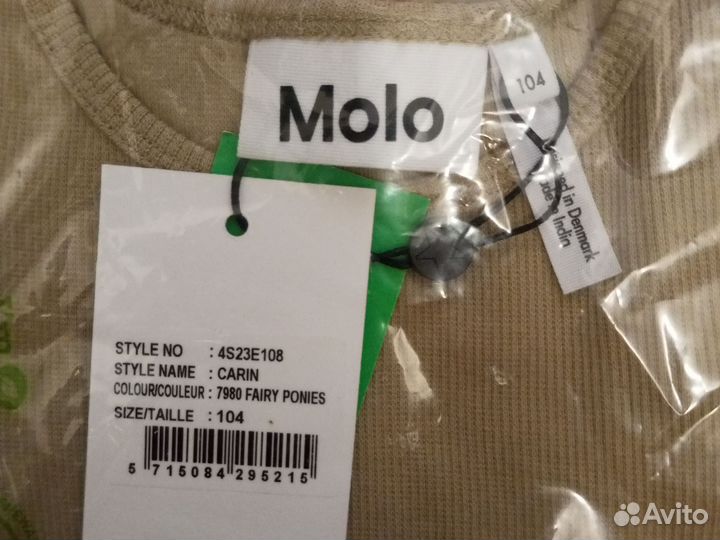 Molo
104
Designed in Denmark
Made in India
STYLE NO : 4S23E108
STYLE NAME : CARIN
COLOUR/COULEUR : 7980 FAIRY PONIES
SIZE/TAILLE : 104
5 715084 295215
Avito